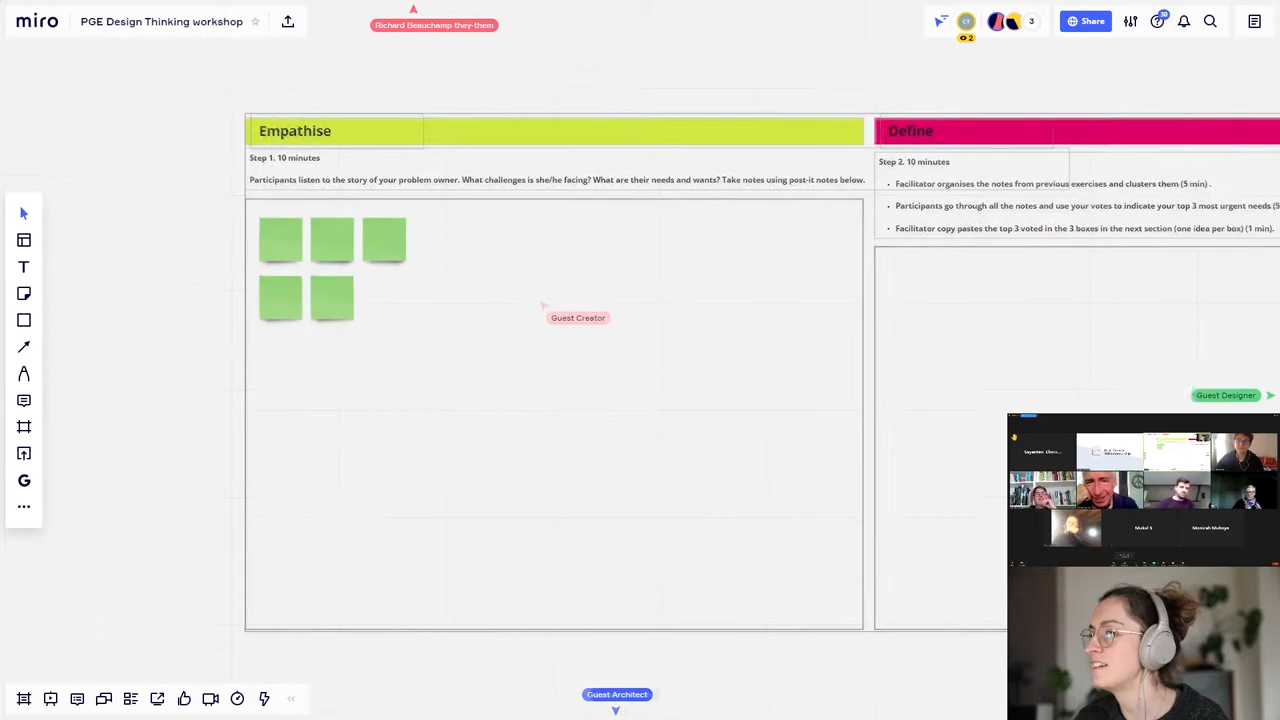 miro
PGE Design Thinking workshop
Richard Beauchamp they-them
CT
2
3
Share
Empathise
Define
Step 1. 10 minutes
Participants listen to the story of your problem owner. What challenges is she/he facing? What are their needs and wants? Take notes using post-it notes below.
Step 2. 10 minutes
• Facilitator organises the notes from previous exercises and clusters them (5 min) .
• Participants go through all the notes and use your votes to indicate your top 3 most urgent needs (5
• Facilitator copy pastes the top 3 voted in the 3 boxes in the next section (one idea per box) (1 min).
T
G
Guest Creator
Guest Designer
Guest Architect